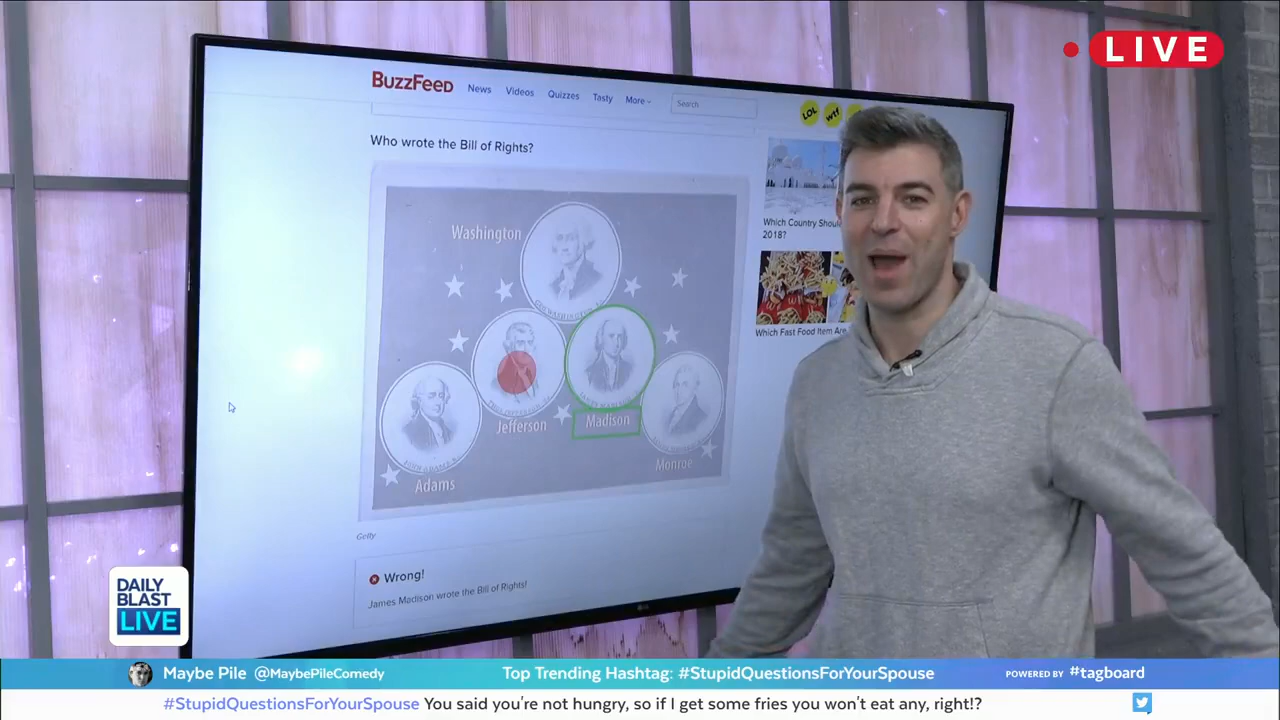 LIVE
BuzzFeed News Videos Quizzes Tasty More Search
LOL wtf
Who wrote the Bill of Rights?
Washington
Jefferson
Madison
Adams
Monroe
Which Country Shoul
2018?
Which Fast Food Item Are
Getty
Wrong!
James Madison wrote the Bill of Rights!
LG
DAILY
BLAST
LIVE
Maybe Pile @MaybePileComedy Top Trending Hashtag: #StupidQuestionsForYourSpouse POWERED BY #tagboard
#StupidQuestionsForYourSpouse You said you're not hungry, so if I get some fries you won't eat any, right!?